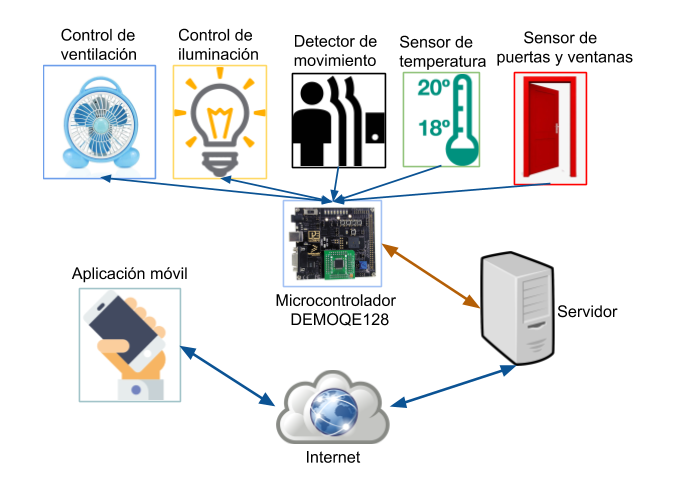 Control de
ventilación
Control de
iluminación
Detector de
movimiento
Sensor de
temperatura
Sensor de
puertas y ventanas
20º
18º
Microcontrolador
DEMOQE128
Aplicación móvil
Servidor
Internet